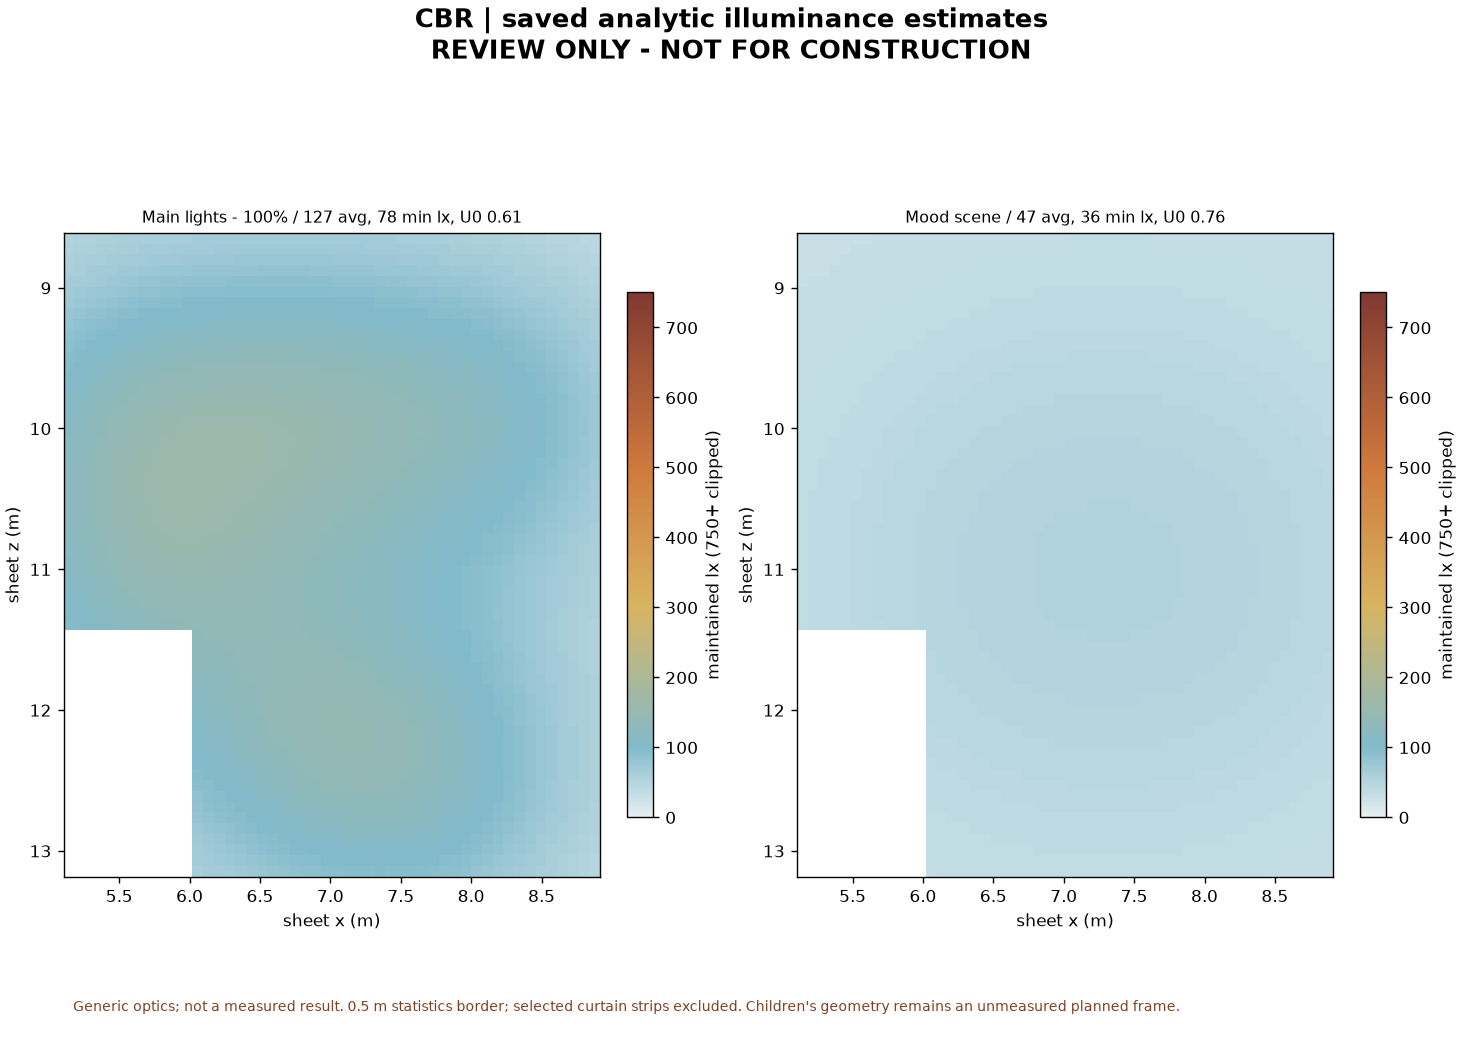 CBR | saved analytic illuminance estimates
REVIEW ONLY - NOT FOR CONSTRUCTION
Main lights - 100% / 127 avg, 78 min lx, U0 0.61
9
10
11
12
13
sheet z (m)
5.5 6.0 6.5 7.0 7.5 8.0 8.5
sheet x (m)
700
600
500
400
300
200
100
0
maintained lx (750+ clipped)
Mood scene / 47 avg, 36 min lx, U0 0.76
9
10
11
12
13
sheet z (m)
5.5 6.0 6.5 7.0 7.5 8.0 8.5
sheet x (m)
700
600
500
400
300
200
100
0
maintained lx (750+ clipped)
Generic optics; not a measured result. 0.5 m statistics border; selected curtain strips excluded. Children's geometry remains an unmeasured planned frame.